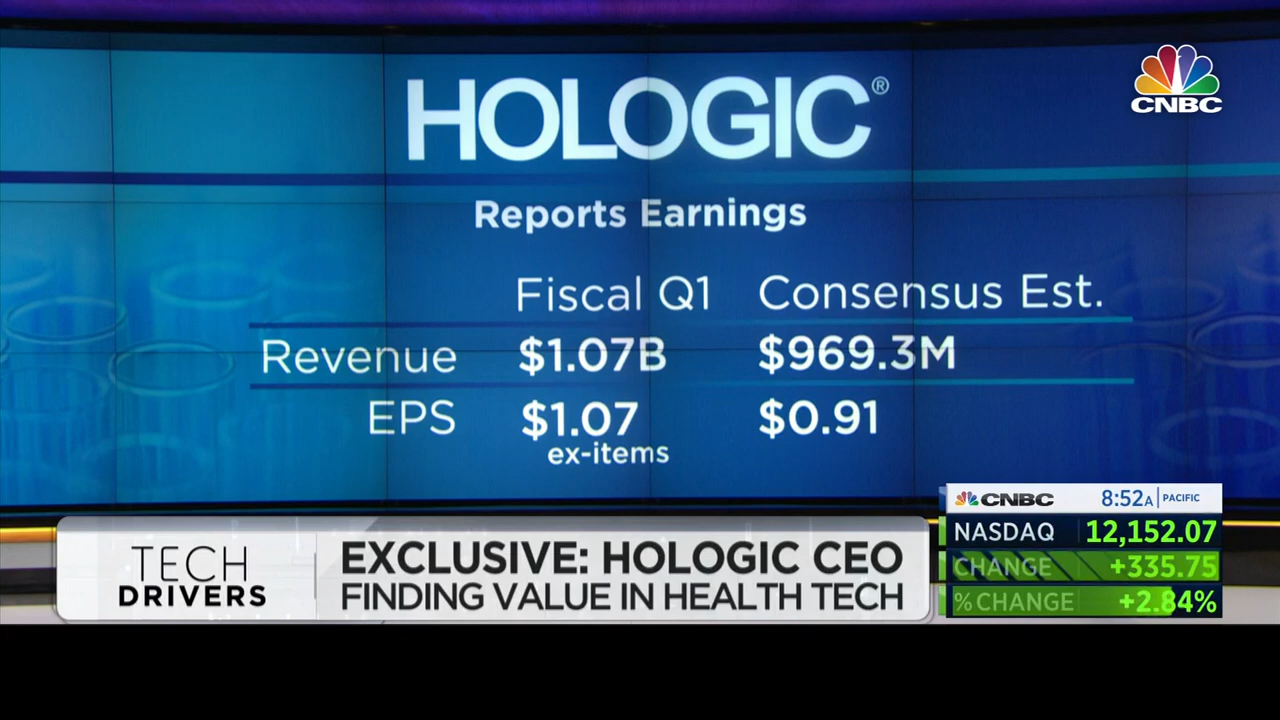 CNBC
HOLOGIC®
Reports Earnings
Fiscal Q1 Consensus Est.
Revenue $1.07B $969.3M
EPS $1.07 $0.91
ex-items
TECH
DRIVERS
EXCLUSIVE: HOLOGIC CEO
FINDING VALUE IN HEALTH TECH
CNBC 8:52A PACIFIC
NASDAQ 12,152.07
CHANGE +335.75
% CHANGE +2.84%